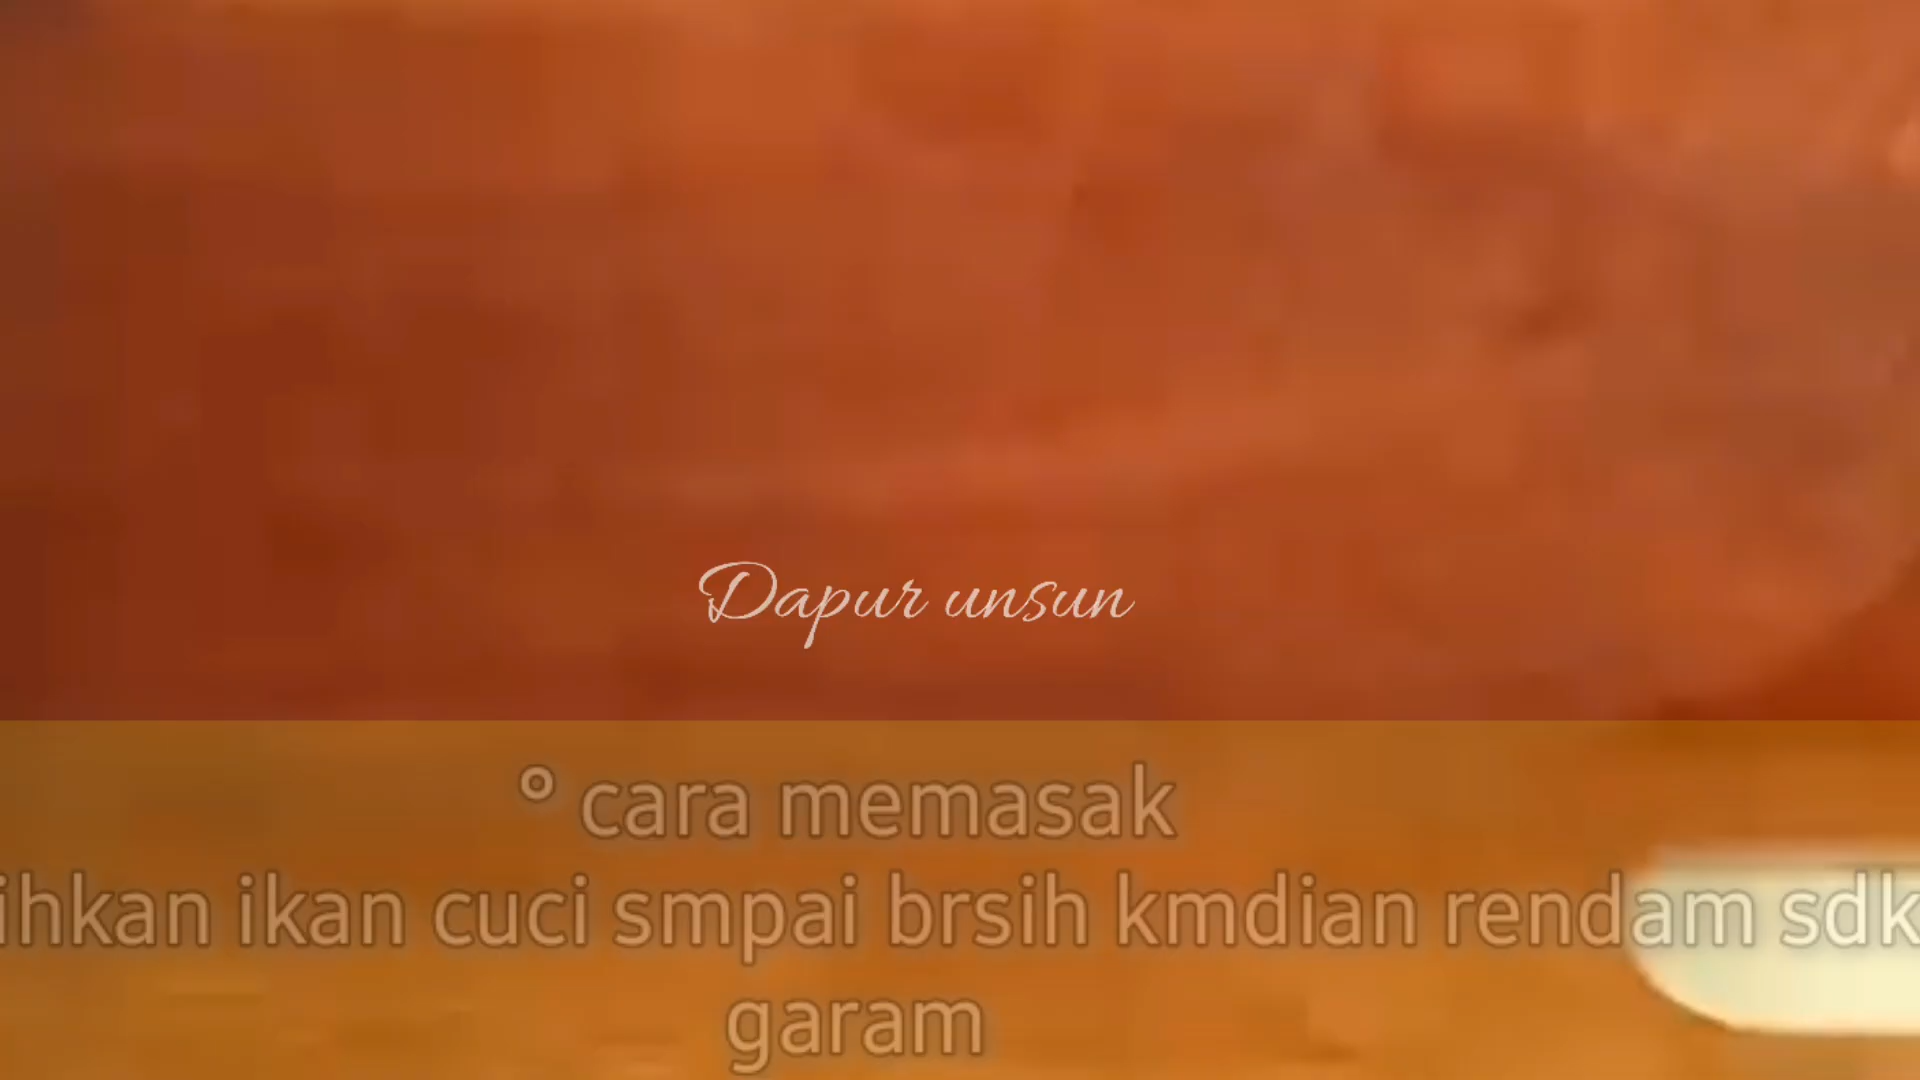 Dapur unsun
° cara memasak
ihkan ikan cuci smpai brsih kmdian rendam sdk
garam